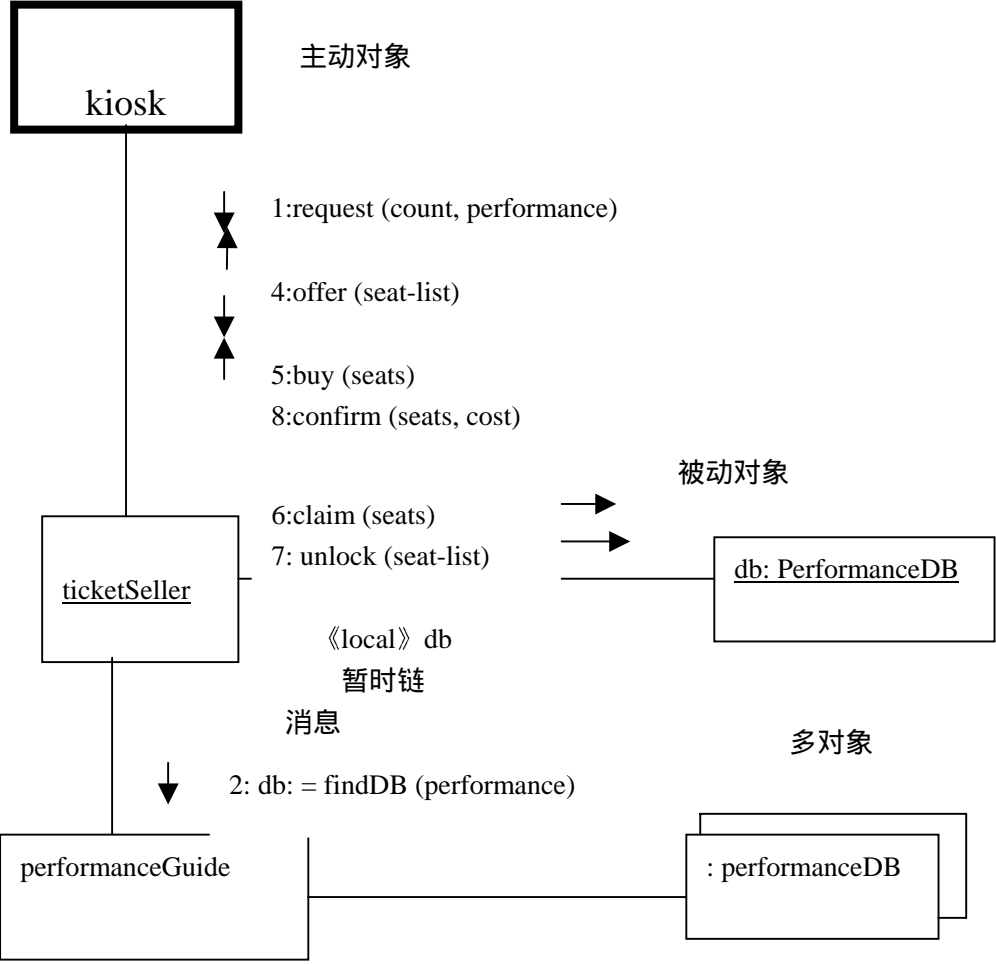 主动对象
kiosk
1:request (count, performance)
4:offer (seat-list)
5:buy (seats)
8:confirm (seats, cost)
被动对象
6:claim (seats)
7: unlock (seat-list)
db: PerformanceDB
ticketSeller
《local》db
暂时链
消息
多对象
2: db: = findDB (performance)
performanceGuide
: performanceDB